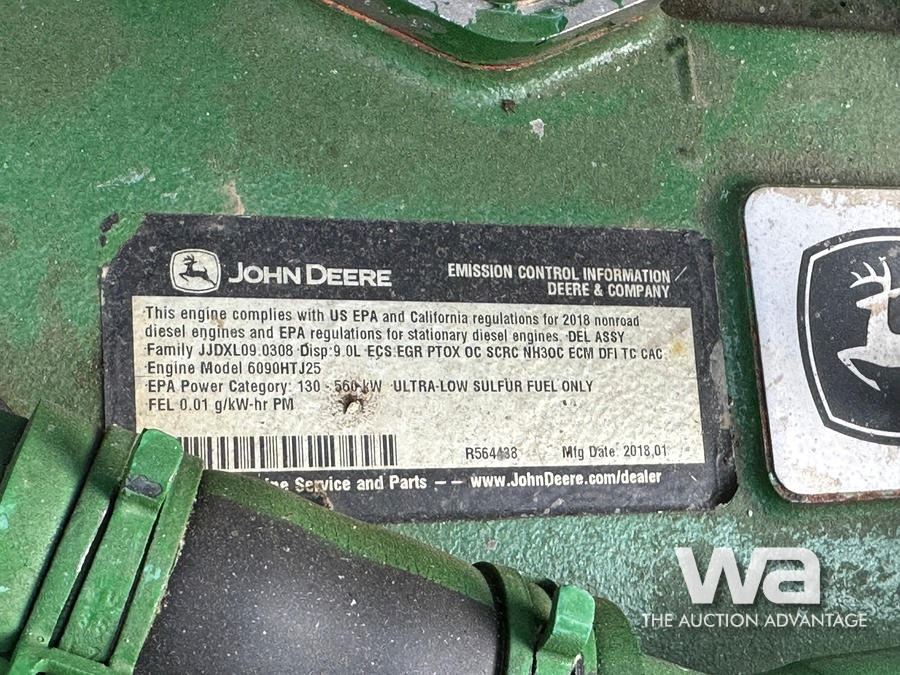 JOHN DEERE
EMISSION CONTROL INFORMATION
DEERE & COMPANY
This engine complies with US EPA and California regulations for 2018 nonroad
diesel engines and EPA regulations for stationary diesel engines. DEL ASSY
Family JJDXL09.0308 Disp:9.0L ECS:EGR PTOX OC SCRC NH3OC ECM DFI TC CAC
Engine Model 6090HTJ25
EPA Power Category: 130 - 560 kW ULTRA-LOW SULFUR FUEL ONLY
FEL 0.01 g/kW-hr PM
R564438 Mfg Date: 2018.01
Service and Parts –– www.JohnDeere.com/dealer
wa
THE AUCTION ADVANTAGE